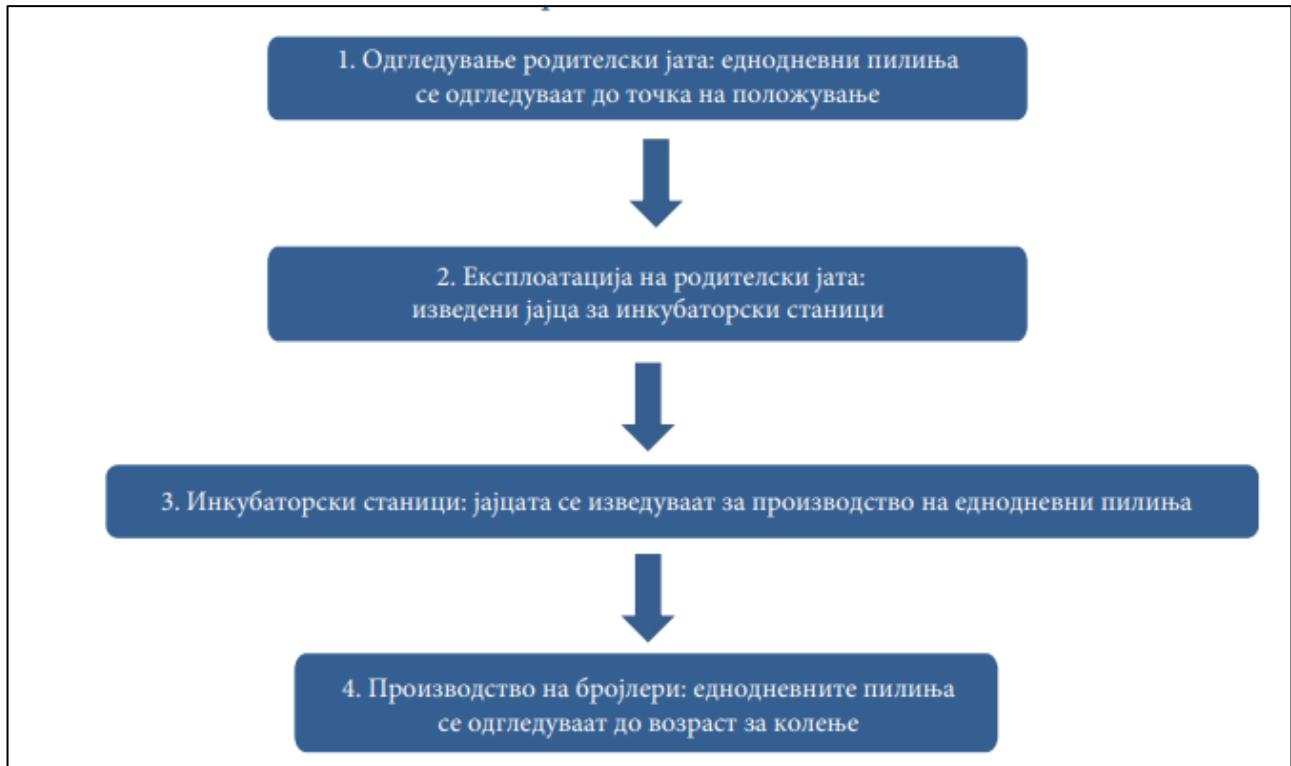 1. Одгледување родителски јата: еднодневни пилиња
се одгледуваат до точка на положување
2. Експлоатација на родителски јата:
изведени јајца за инкубаторски станици
3. Инкубаторски станици: јајцата се изведуваат за производство на еднодневни пилиња
4. Производство на бројлери: еднодневните пилиња
се одгледуваат до возраст за колење